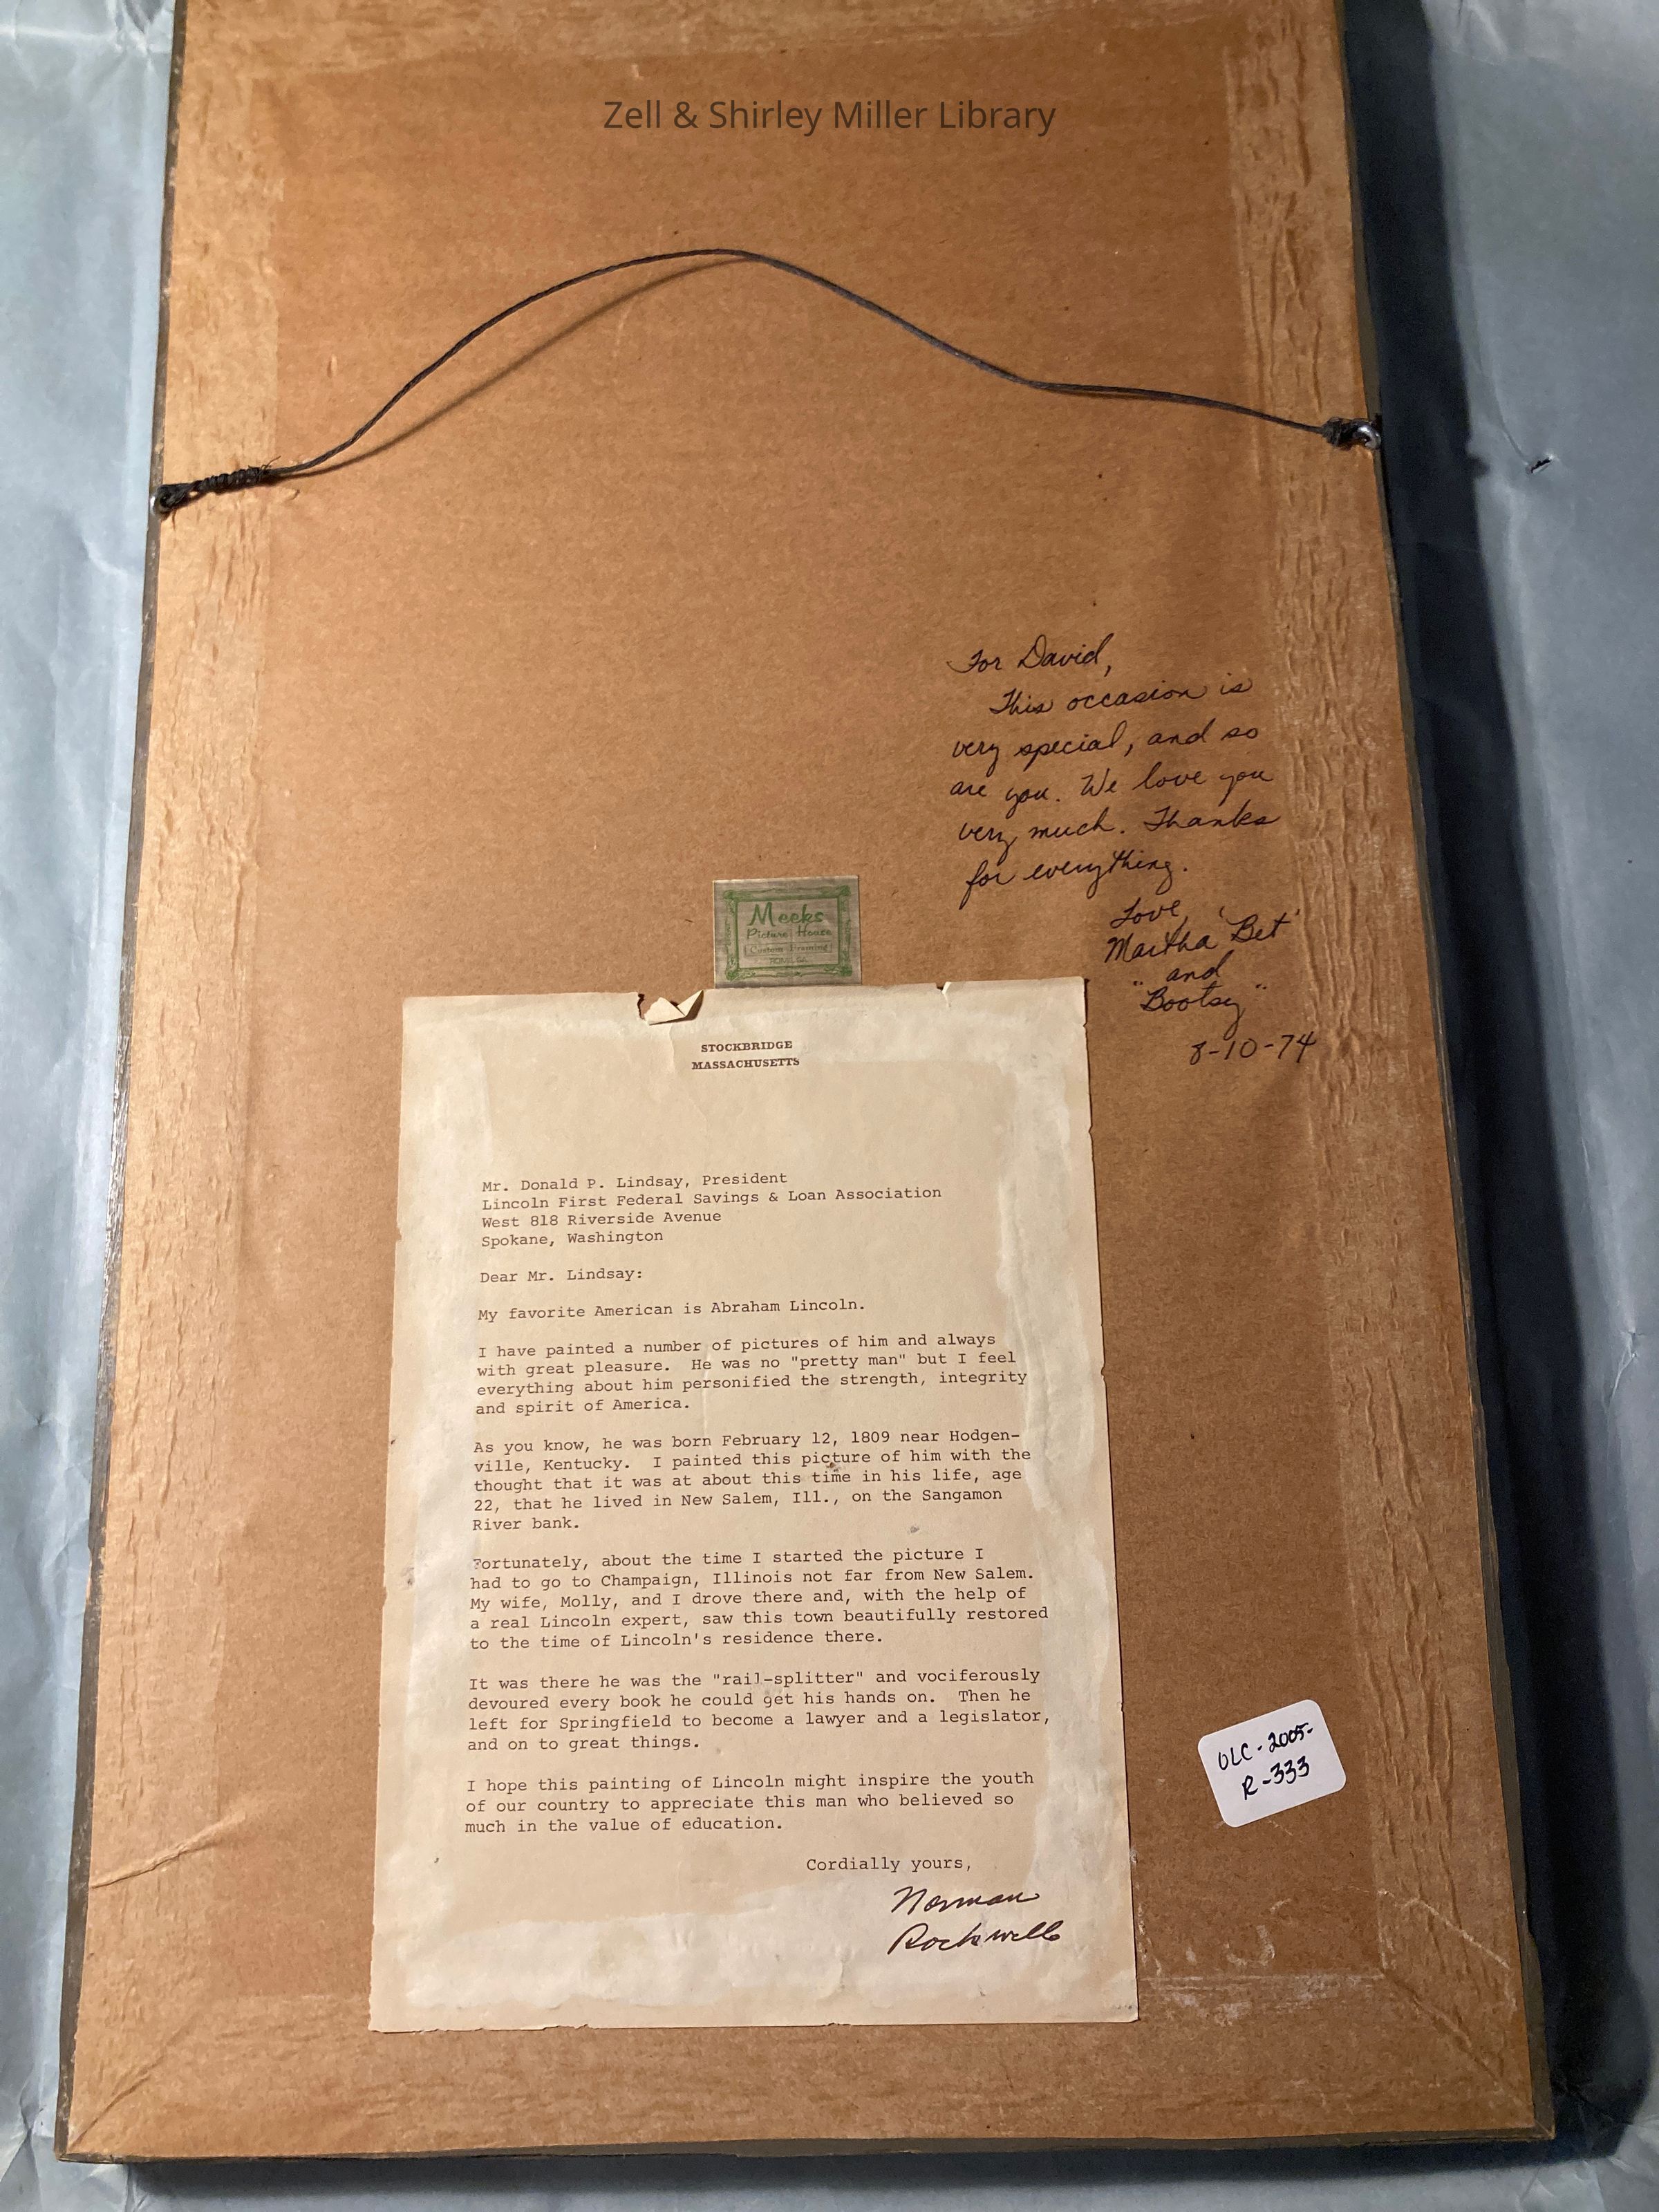 Zell & Shirley Miller Library
For David,
This occasion is
very special, and so
are you. We love you
very much. Thanks
for everything.
Love,
Martha 'Bet'
and
"Bootsy"
8-10-74
Meeks
Picture House
Custom Framing
ROME, GA.
STOCKBRIDGE
MASSACHUSETTS
Mr. Donald P. Lindsay, President
Lincoln First Federal Savings & Loan Association
West 818 Riverside Avenue
Spokane, Washington
Dear Mr. Lindsay:
My favorite American is Abraham Lincoln.
I have painted a number of pictures of him and always
with great pleasure. He was no "pretty man" but I feel
everything about him personified the strength, integrity
and spirit of America.
As you know, he was born February 12, 1809 near Hodgen-
ville, Kentucky. I painted this picture of him with the
thought that it was at about this time in his life, age
22, that he lived in New Salem, Ill., on the Sangamon
River bank.
Fortunately, about the time I started the picture I
had to go to Champaign, Illinois not far from New Salem.
My wife, Molly, and I drove there and, with the help of
a real Lincoln expert, saw this town beautifully restored
to the time of Lincoln's residence there.
It was there he was the "rail-splitter" and vociferously
devoured every book he could get his hands on. Then he
left for Springfield to become a lawyer and a legislator,
and on to great things.
I hope this painting of Lincoln might inspire the youth
of our country to appreciate this man who believed so
much in the value of education.
Cordially yours,
Norman
Rockwell
OLC-2005-
R-333